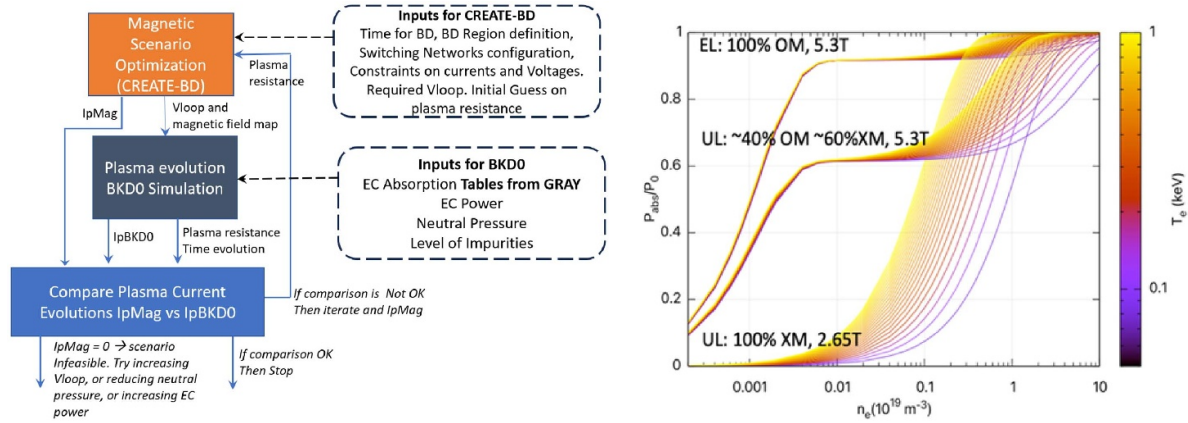 Magnetic
Scenario
Optimization
(CREATE-BD)
Inputs for CREATE-BD
Time for BD, BD Region definition,
Switching Networks configuration,
Constraints on currents and Voltages.
Required Vloop. Initial Guess on
plasma resistance
Plasma
resistance
IpMag
Vloop and
magnetic field map
Plasma evolution
BKD0 Simulation
Inputs for BKD0
EC Absorption Tables from GRAY
EC Power
Neutral Pressure
Level of Impurities
IpBKD0
Plasma resistance
Time evolution
Compare Plasma Current
Evolutions IpMag vs IpBKD0
If comparison is Not OK
Then iterate and IpMag
IpMag = 0 → scenario
Infeasible. Try increasing
Vloop, or reducing neutral
pressure, or increasing EC
power
If comparison OK
Then Stop
EL: 100% OM, 5.3T
UL: ~40% OM ~60%XM, 5.3T
UL: 100% XM, 2.65T
1
0.8
0.6
0.4
0.2
0
Pabs/P0
0.001
0.01
0.1
1
10
ne(10^19 m^-3)
1
0.1
Te (keV)